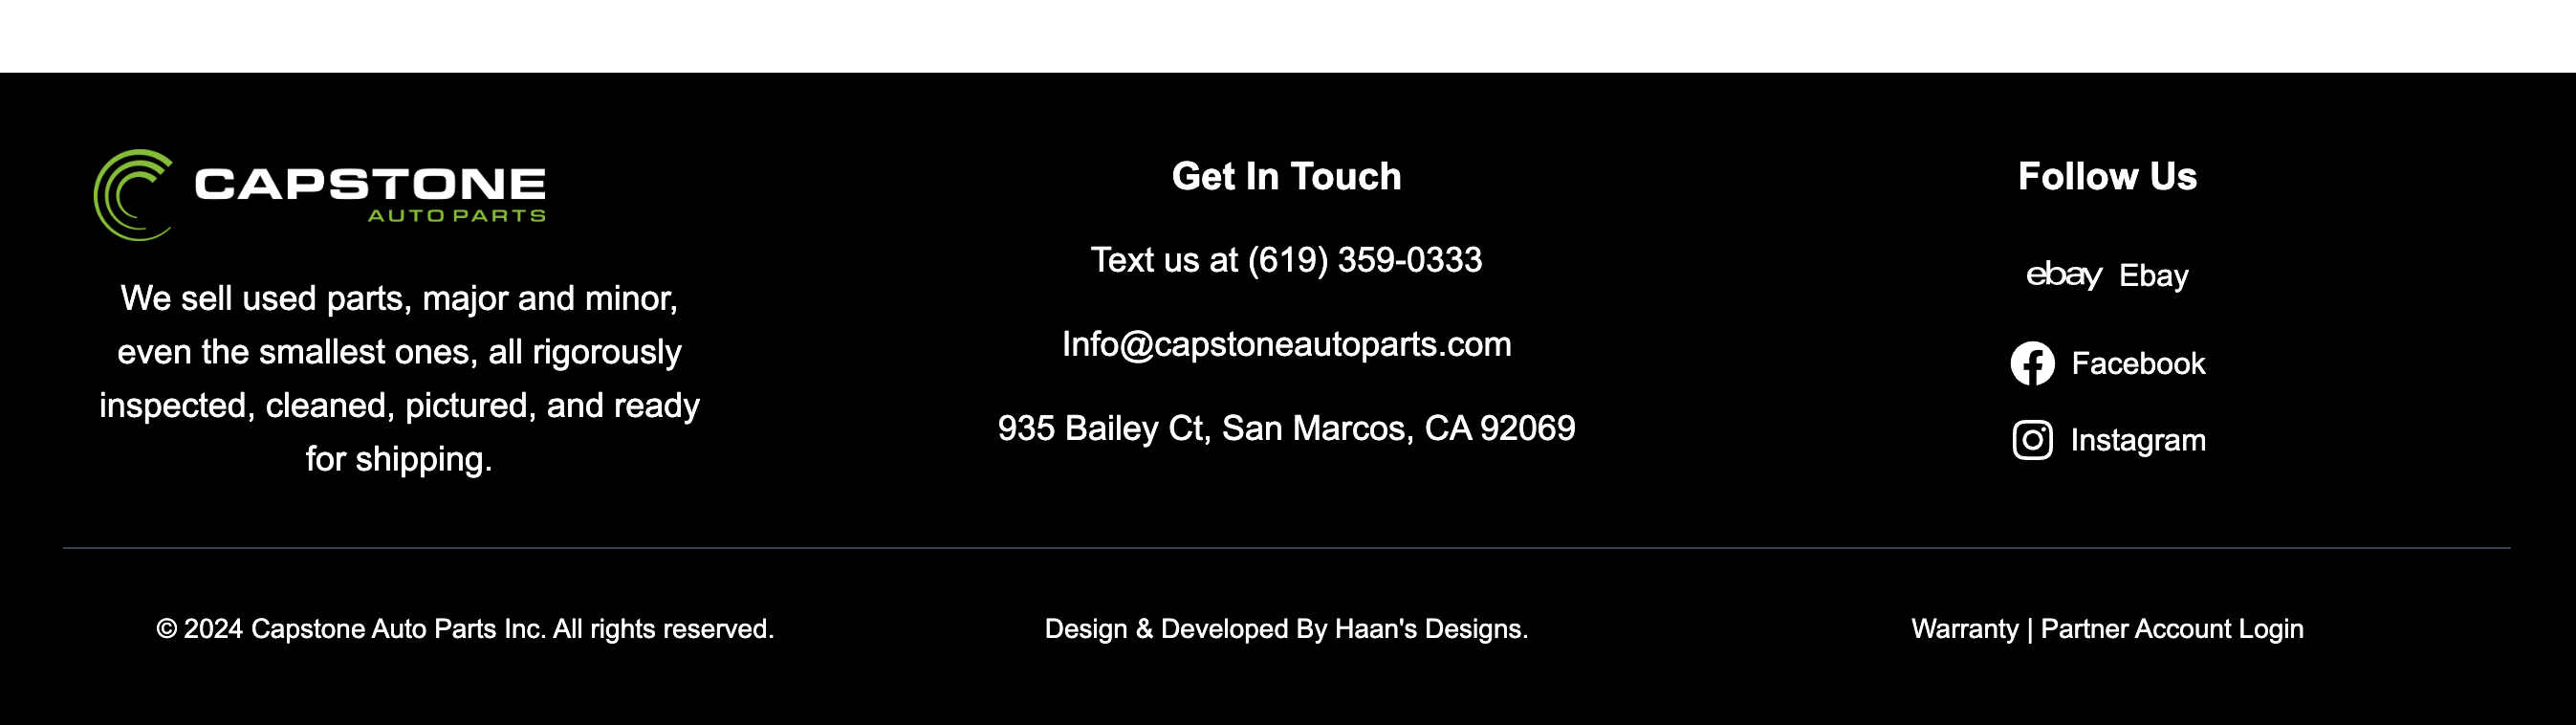 CAPSTONE
AUTO PARTS
We sell used parts, major and minor,
even the smallest ones, all rigorously
inspected, cleaned, pictured, and ready
for shipping.
Get In Touch
Text us at (619) 359-0333
Info@capstoneautoparts.com
935 Bailey Ct, San Marcos, CA 92069
Follow Us
ebay Ebay
Facebook
Instagram
© 2024 Capstone Auto Parts Inc. All rights reserved.
Design & Developed By Haan's Designs.
Warranty | Partner Account Login